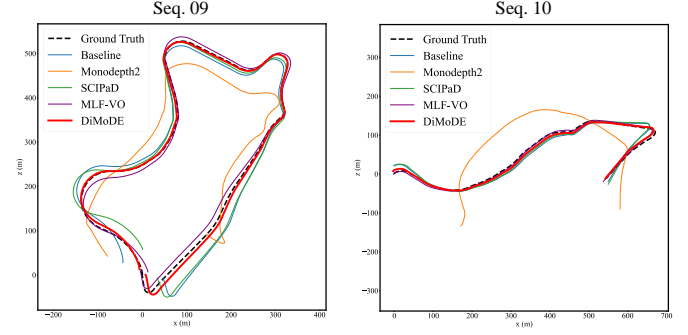 Seq. 09
Ground Truth
Baseline
Monodepth2
SCIPaD
MLF-VO
DiMoDE
500
400
300
200
100
0
z (m)
−200
−100
0
100
200
300
400
x (m)
Seq. 10
Ground Truth
Baseline
Monodepth2
SCIPaD
MLF-VO
DiMoDE
300
200
100
0
−100
−200
−300
z (m)
0
100
200
300
400
500
600
700
x (m)